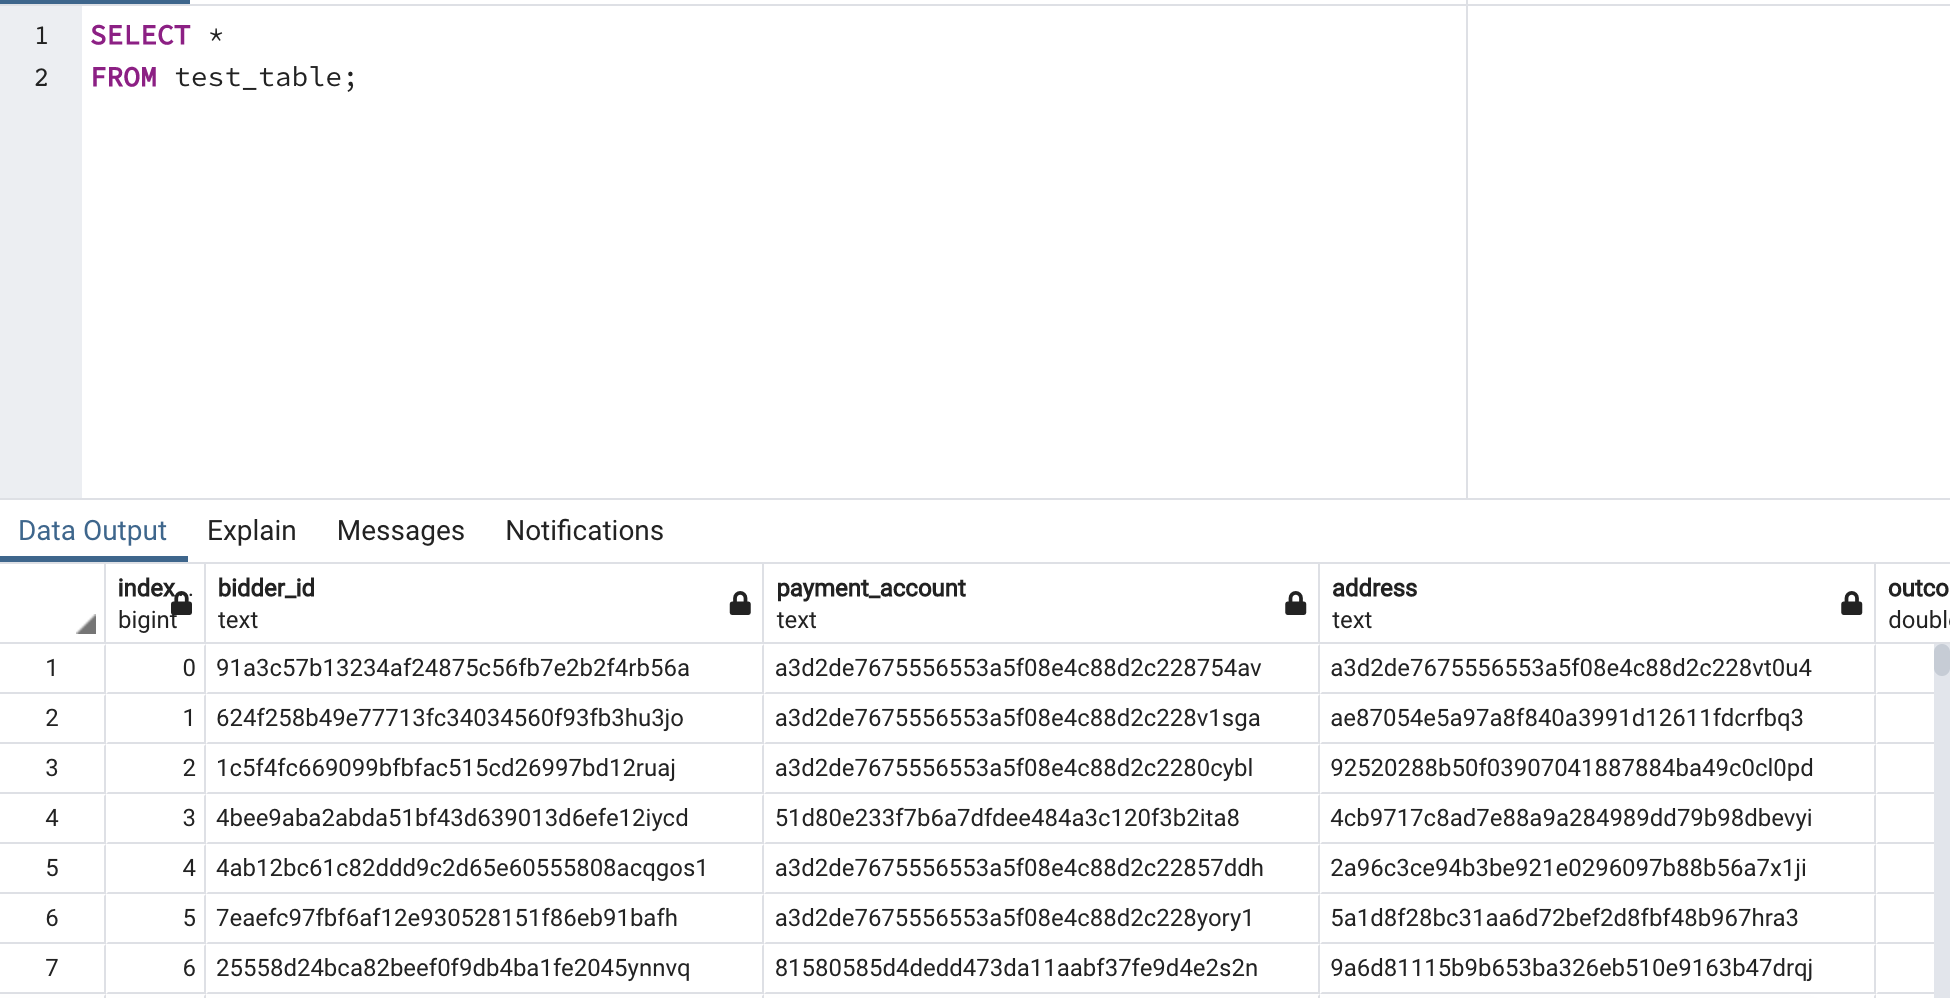 1 SELECT *
2 FROM test_table;
Data Output Explain Messages Notifications
index bidder_id payment_account address outco
bigint text text text double
1 0 91a3c57b13234af24875c56fb7e2b2f4rb56a a3d2de7675556553a5f08e4c88d2c228754av a3d2de7675556553a5f08e4c88d2c228vt0u4
2 1 624f258b49e77713fc34034560f93fb3hu3jo a3d2de7675556553a5f08e4c88d2c228v1sga ae87054e5a97a8f840a3991d12611fdcrfbq3
3 2 1c5f4fc669099bfbfac515cd26997bd12ruaj a3d2de7675556553a5f08e4c88d2c2280cybl 92520288b50f03907041887884ba49c0cl0pd
4 3 4bee9aba2abda51bf43d639013d6efe12iycd 51d80e233f7b6a7dfdee484a3c120f3b2ita8 4cb9717c8ad7e88a9a284989dd79b98dbevyi
5 4 4ab12bc61c82ddd9c2d65e60555808acqgos1 a3d2de7675556553a5f08e4c88d2c22857ddh 2a96c3ce94b3be921e0296097b88b56a7x1ji
6 5 7eaefc97fbf6af12e930528151f86eb91bafh a3d2de7675556553a5f08e4c88d2c228yory1 5a1d8f28bc31aa6d72bef2d8fbf48b967hra3
7 6 25558d24bca82beef0f9db4ba1fe2045ynnvq 81580585d4dedd473da11aabf37fe9d4e2s2n 9a6d81115b9b653ba326eb510e9163b47drqj